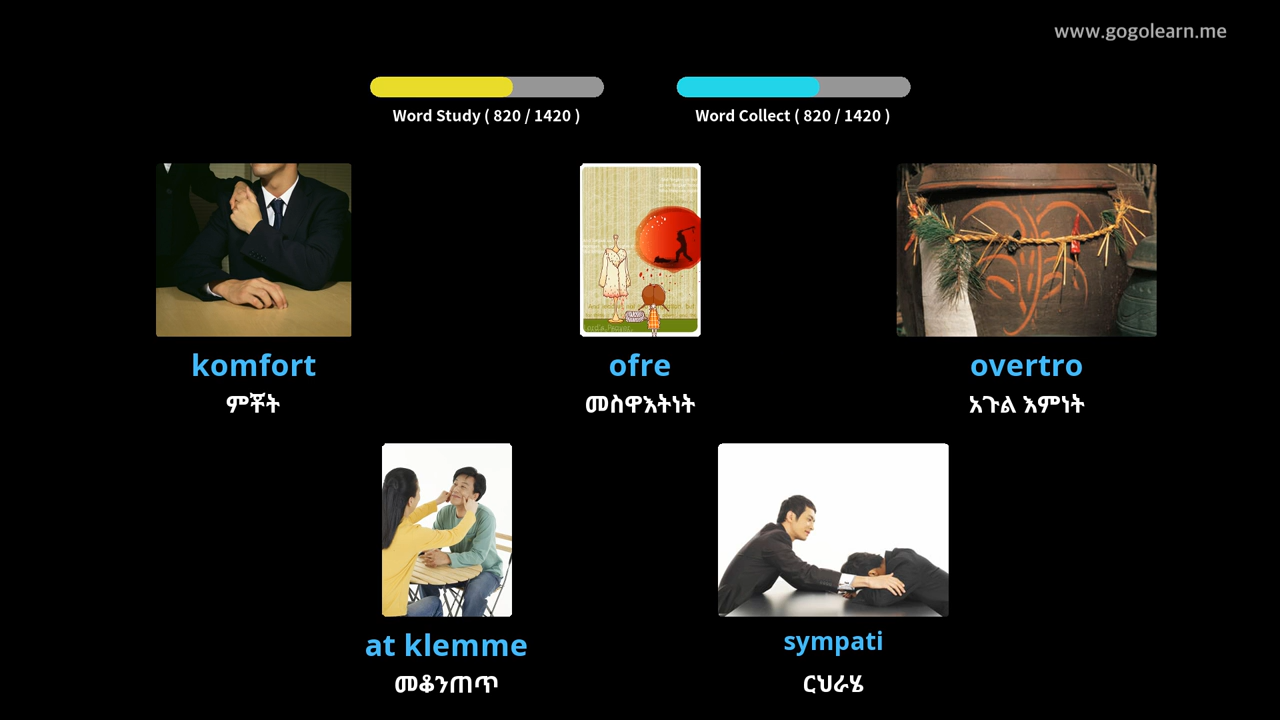 www.gogolearn.me
Word Study ( 820 / 1420 )
Word Collect ( 820 / 1420 )
komfort
ምቾት
ofre
መስዋእትነት
overtro
አጉል እምነት
at klemme
መቆንጠጥ
sympati
ርህራሄ